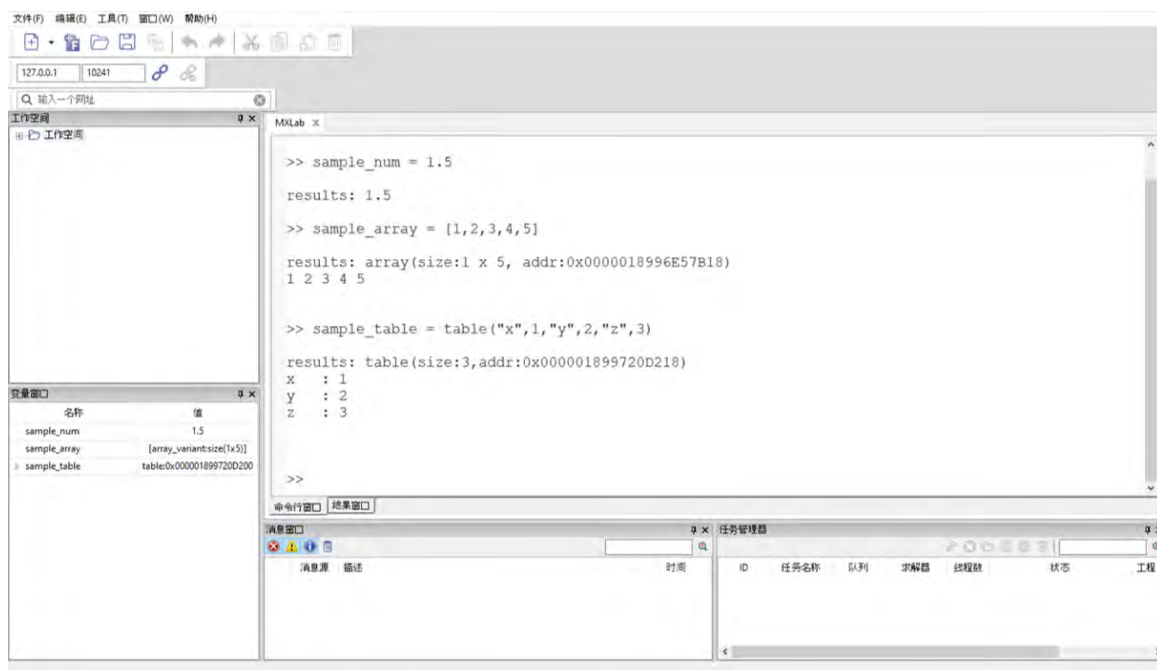 文件(F) 编辑(E) 工具(T) 窗口(W) 帮助(H)
127.0.0.1 10241
输入一个网址
工作空间
工作空间
MXLab
>> sample_num = 1.5
results: 1.5
>> sample_array = [1,2,3,4,5]
results: array(size:1 x 5, addr:0x0000018996E57B18)
1 2 3 4 5
>> sample_table = table("x",1,"y",2,"z",3)
results: table(size:3,addr:0x000001899720D218)
x : 1
y : 2
z : 3
>>
变量窗口
名称 值
sample_num 1.5
sample_array [array_variant:size(1x5)]
sample_table table:0x000001899720D200
命令行窗口 结果窗口
消息窗口
消息源 描述 时间
任务管理器
ID 任务名称 队列 求解器 线程数 状态 工程